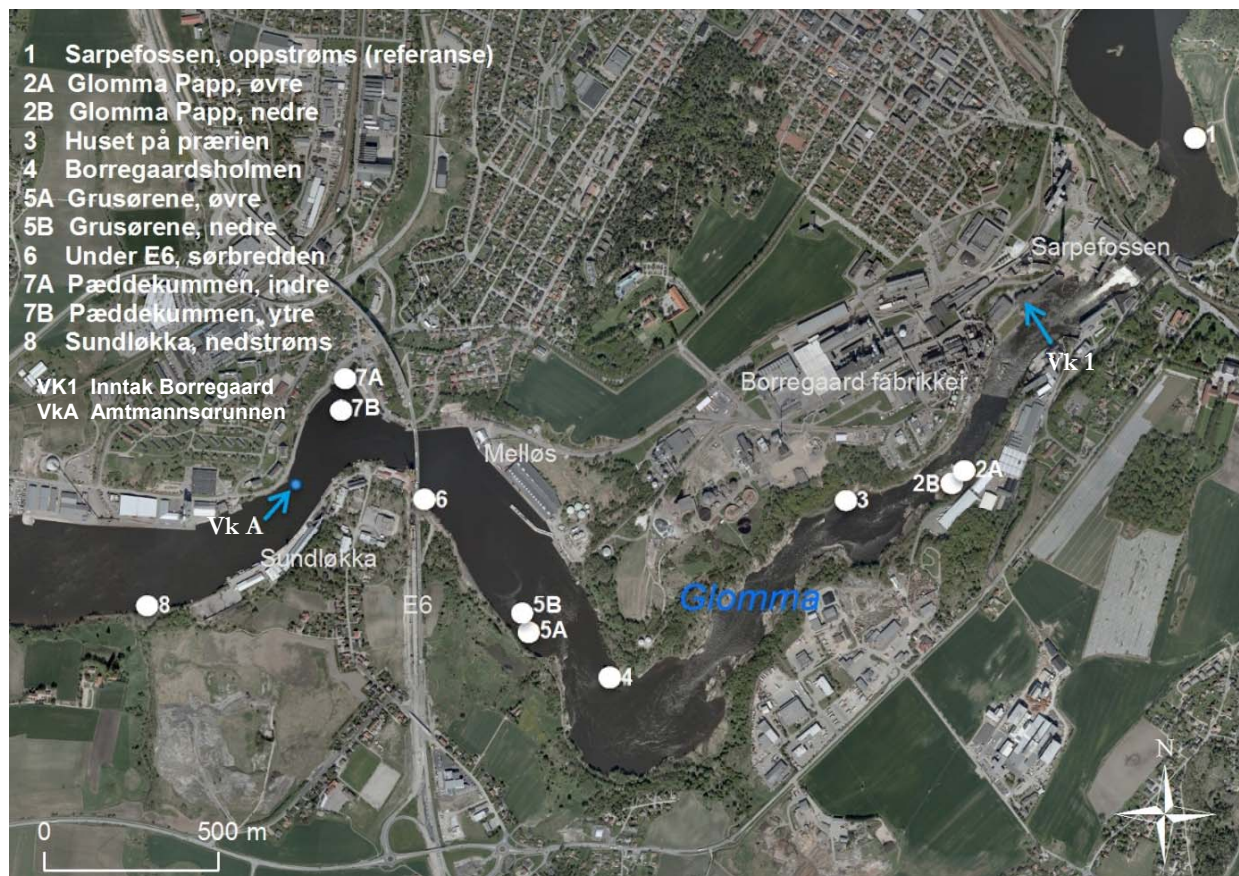 1 Sarpefossen, oppstrøms (referanse)
2A Glomma Papp, øvre
2B Glomma Papp, nedre
3 Huset på prærien
4 Borregaardsholmen
5A Grusørene, øvre
5B Grusørene, nedre
6 Under E6, sørbredden
7A Pæddekummen, indre
7B Pæddekummen, ytre
8 Sundløkka, nedstrøms
VK1 Inntak Borregaard
VkA Amtmannsgrunnen
1
Sarpefossen
Vk 1
7A
Borregaard fabrikker
7B
Melløs
2A
2B
6
3
Vk A
Sundløkka
Glomma
E6
8
5B
5A
4
N
0 500 m